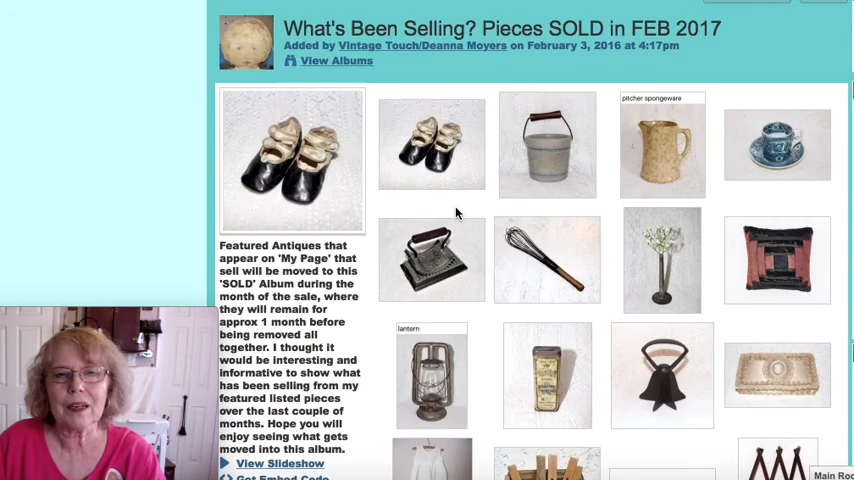 What's Been Selling? Pieces SOLD in FEB 2017
Added by Vintage Touch/Deanna Moyers on February 3, 2016 at 4:17pm
View Albums
pitcher spongeware
Featured Antiques that
appear on 'My Page' that
sell will be moved to this
'SOLD' Album during the
month of the sale, where
they will remain for
approx 1 month before
being removed all
together. I thought it
would be interesting and
informative to show what
has been selling from my
featured listed pieces
over the last couple of
months. Hope you will
enjoy seeing what gets
moved into this album.
lantern
View Slideshow
Get Embed Code
Main Roo